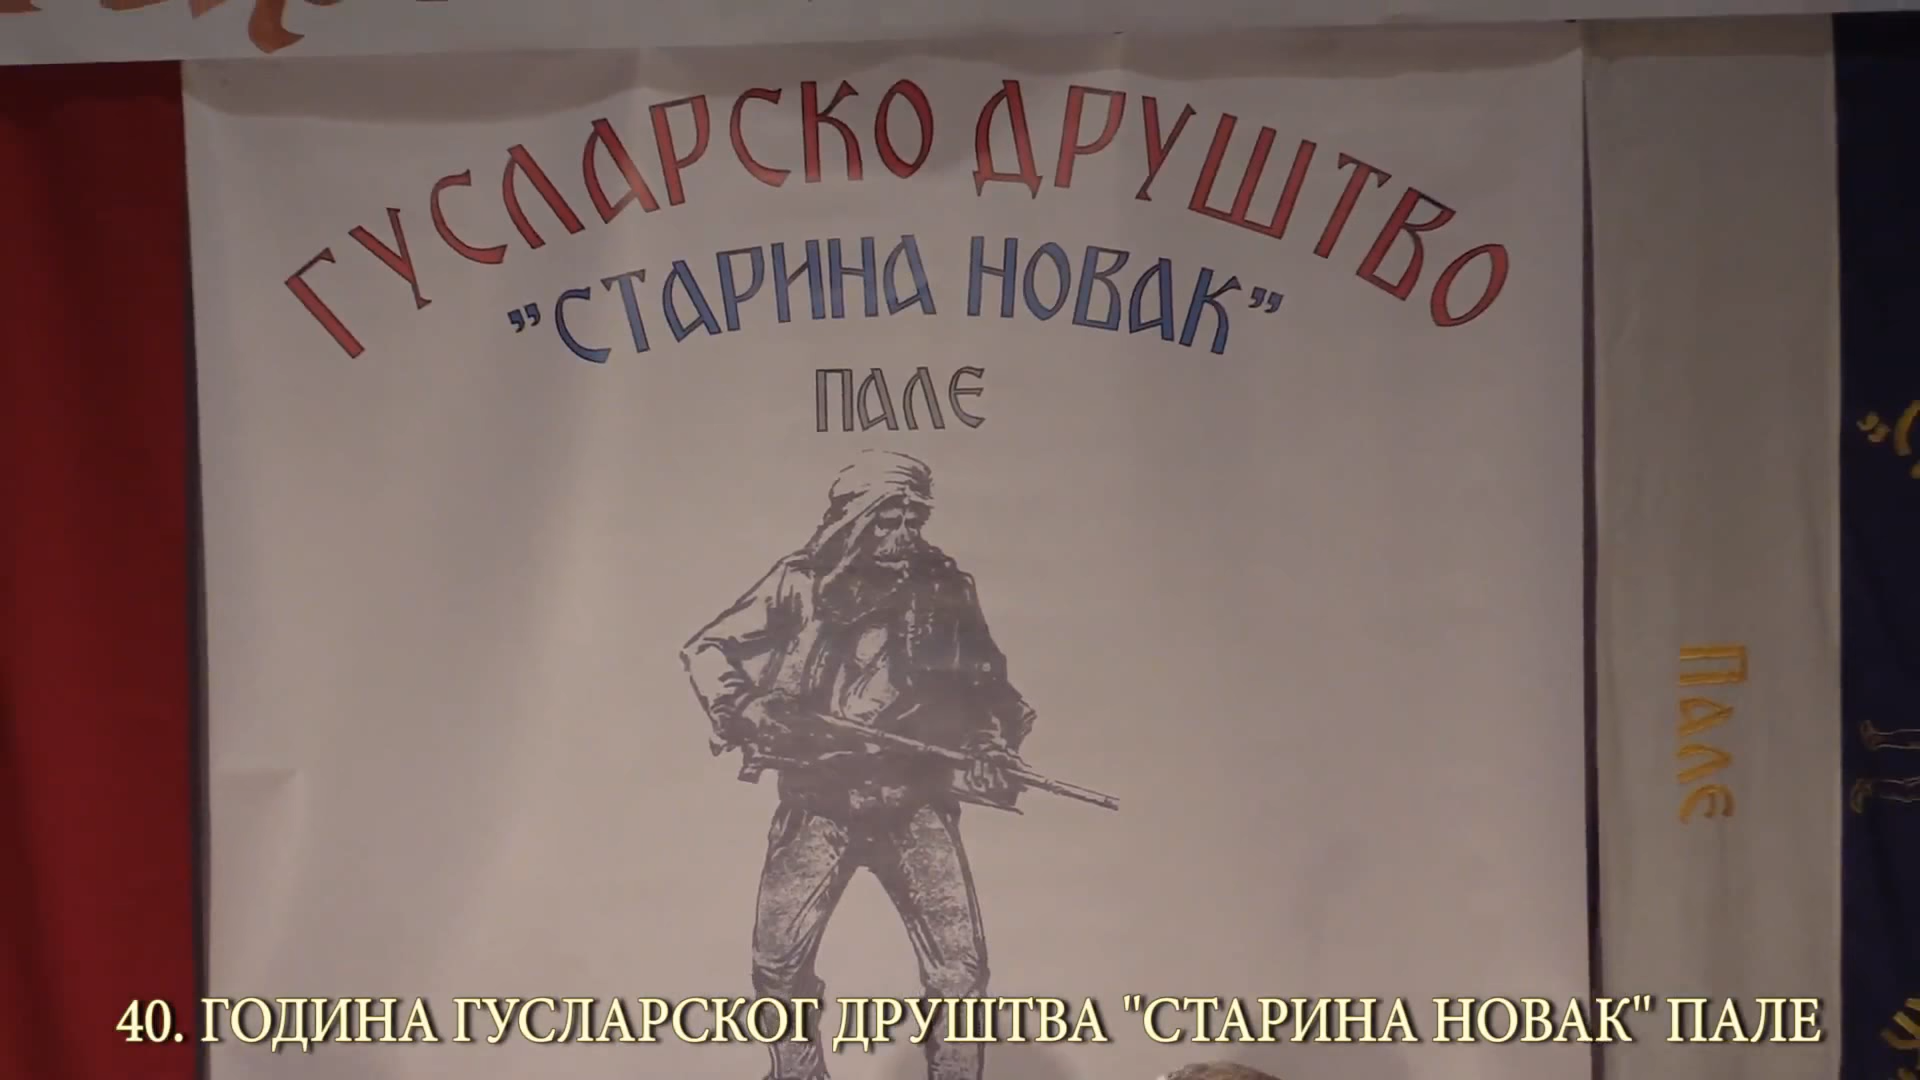 ГУСЛАРСКО ДРУШТВО
"СТАРИНА НОВАК"
ПАЛЕ
Пале
40. ГОДИНА ГУСЛАРСКОГ ДРУШТВА "СТАРИНА НОВАК" ПАЛЕ